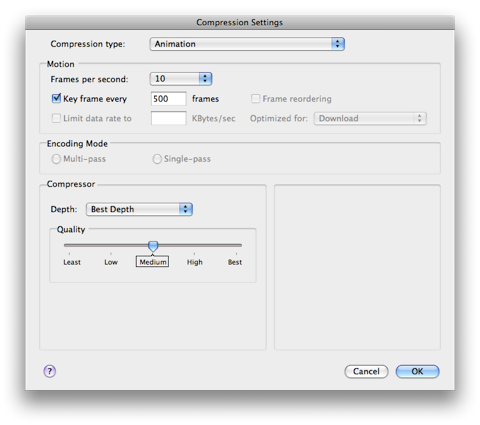 Compression Settings
Compression type: Animation
Motion
Frames per second: 10
Key frame every 500 frames Frame reordering
Limit data rate to KBytes/sec Optimized for: Download
Encoding Mode
Multi-pass Single-pass
Compressor
Depth: Best Depth
Quality
Least Low Medium High Best
? Cancel OK